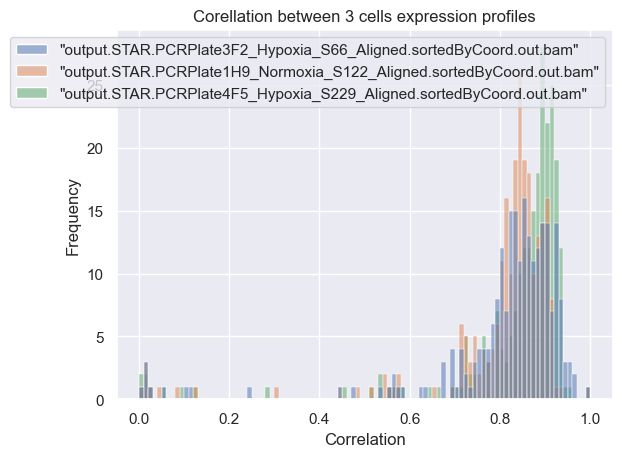 Corellation between 3 cells expression profiles
"output.STAR.PCRPlate3F2_Hypoxia_S66_Aligned.sortedByCoord.out.bam"
"output.STAR.PCRPlate1H9_Normoxia_S122_Aligned.sortedByCoord.out.bam"
"output.STAR.PCRPlate4F5_Hypoxia_S229_Aligned.sortedByCoord.out.bam"
25
20
15
10
5
0
Frequency
0.0 0.2 0.4 0.6 0.8 1.0
Correlation